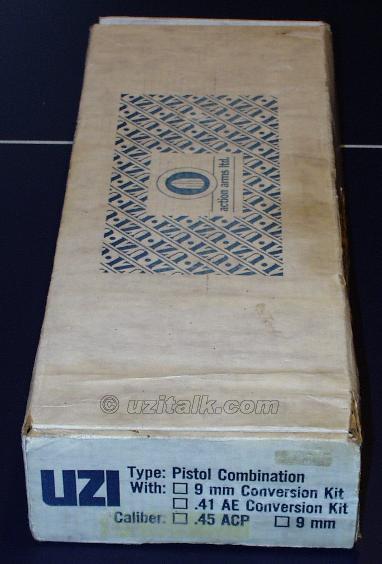 action arms ltd.
© uzitalk.com
UZI
Type: Pistol Combination
With: ☐ 9 mm Conversion Kit
☐ .41 AE Conversion Kit
Caliber: ☐ .45 ACP ☐ 9 mm